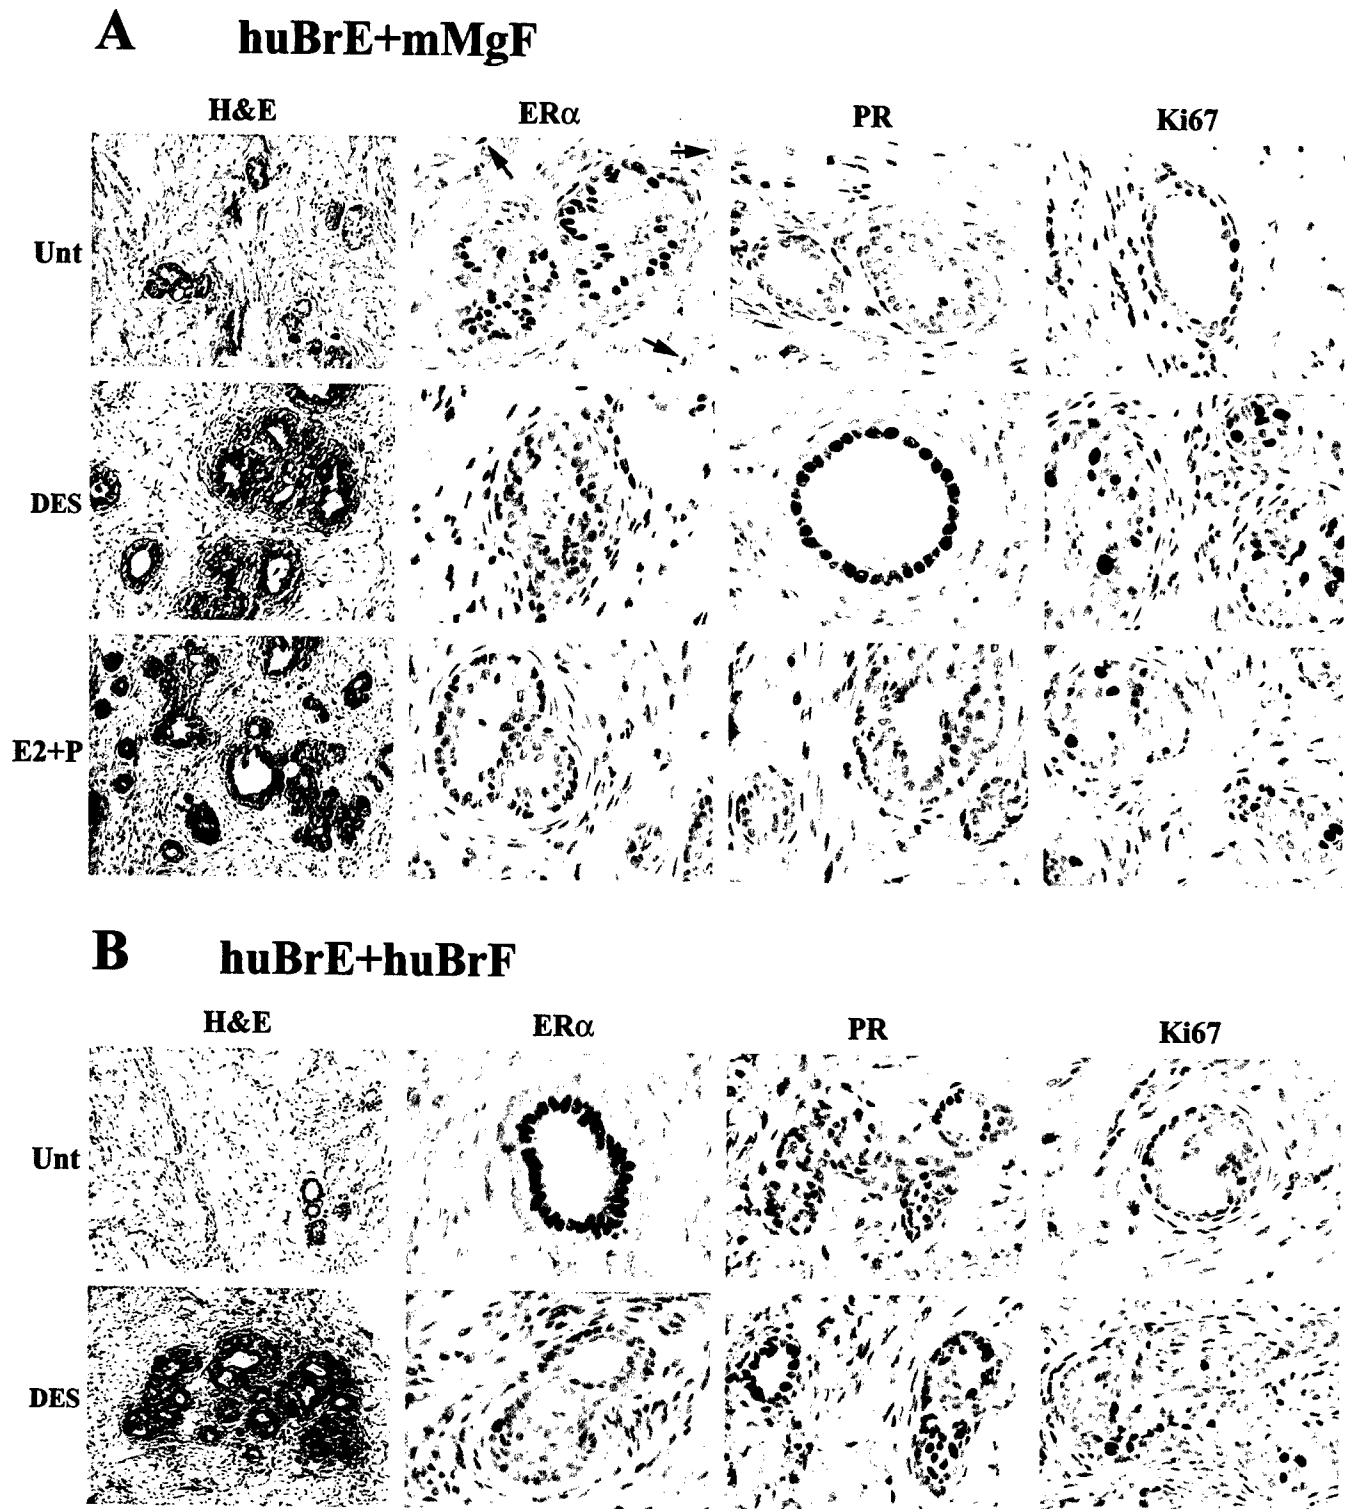 A huBrE+mMgF
H&E ERα PR Ki67
Unt
DES
E2+P
B huBrE+huBrF
H&E ERα PR Ki67
Unt
DES